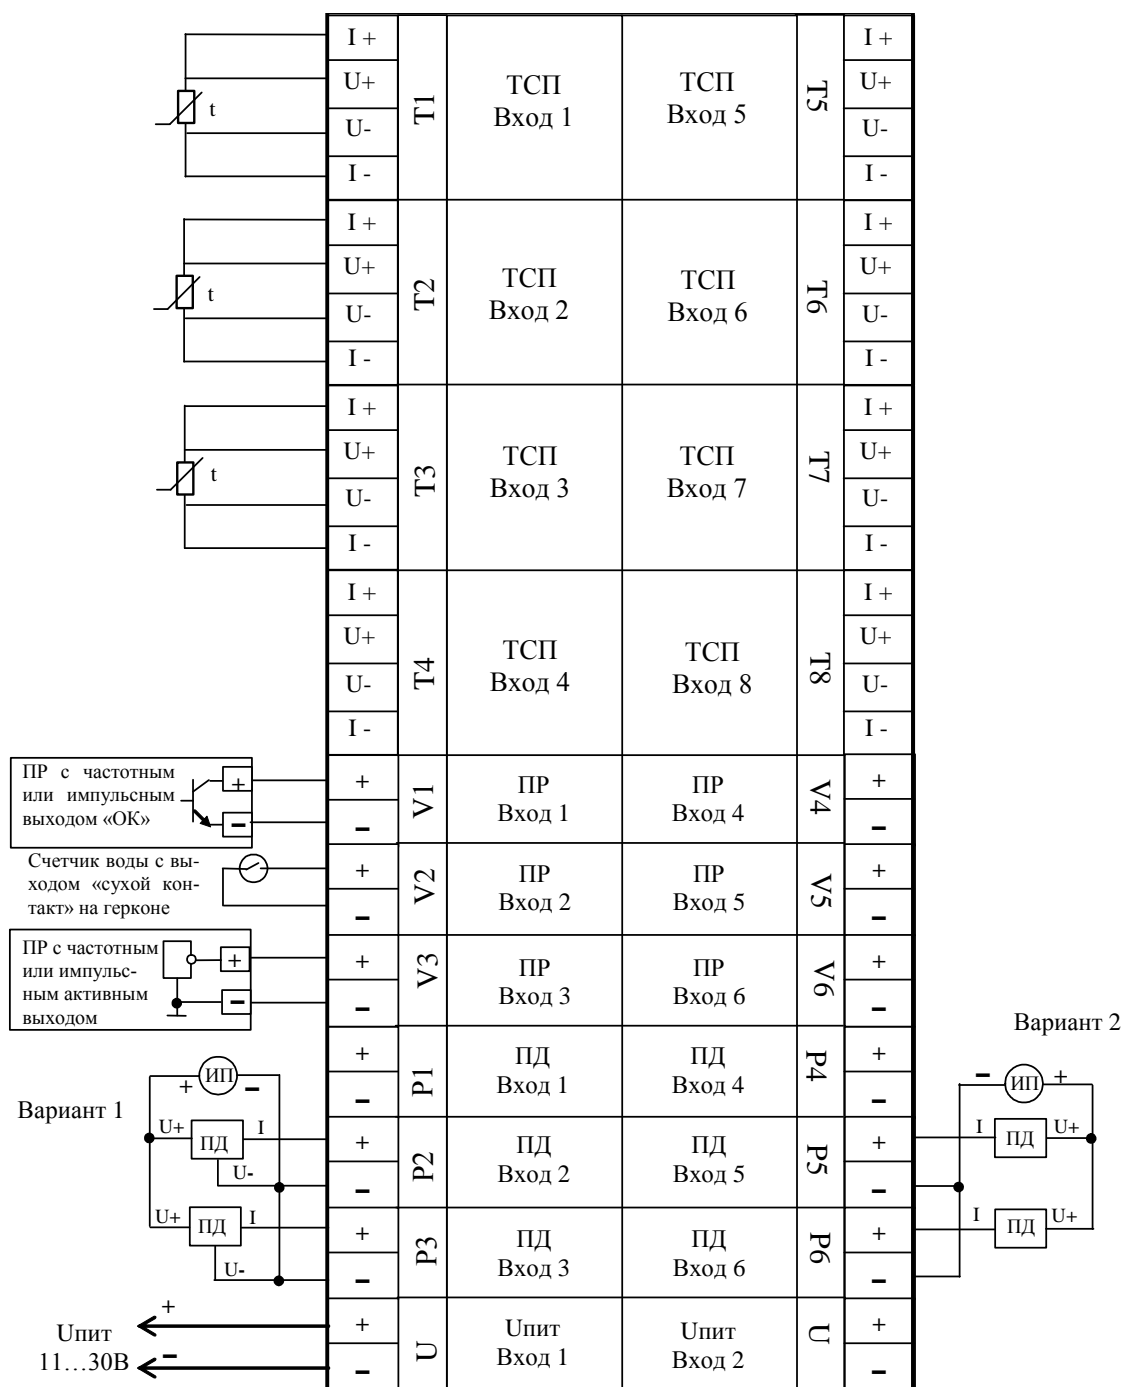 I +
I +
U+
U+
U-
U-
I -
I -
T1
ТСП
Вход 1
ТСП
Вход 5
T5
t
I +
I +
U+
U+
U-
U-
I -
I -
T2
ТСП
Вход 2
ТСП
Вход 6
T6
t
I +
I +
U+
U+
U-
U-
I -
I -
T3
ТСП
Вход 3
ТСП
Вход 7
T7
t
I +
I +
U+
U+
U-
U-
I -
I -
T4
ТСП
Вход 4
ТСП
Вход 8
T8
ПР с частотным
или импульсным
выходом «ОК»
+
-
+
-
V1
ПР
Вход 1
ПР
Вход 4
V4
+
-
Счетчик воды с вы-
ходом «сухой кон-
такт» на герконе
+
-
V2
ПР
Вход 2
ПР
Вход 5
V5
+
-
ПР с частотным
или импульс-
ным активным
выходом
+
-
+
-
V3
ПР
Вход 3
ПР
Вход 6
V6
+
-
Вариант 2
Вариант 1
+ ИП -
+
-
P1
ПД
Вход 1
ПД
Вход 4
P4
+
-
- ИП +
U+ ПД I
U-
+
-
P2
ПД
Вход 2
ПД
Вход 5
P5
+
-
I ПД U+
U+ ПД I
U-
+
-
P3
ПД
Вход 3
ПД
Вход 6
P6
+
-
I ПД U+
+
Uпит
11…30В
-
+
-
U
Uпит
Вход 1
Uпит
Вход 2
U
+
-